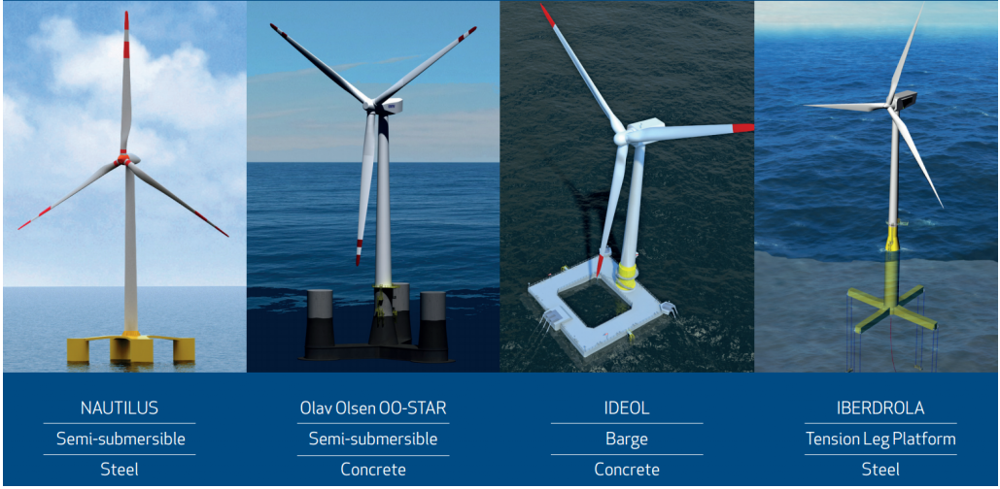 NAUTILUS
Semi-submersible
Steel
Olav Olsen OO-STAR
Semi-submersible
Concrete
IDEOL
Barge
Concrete
IBERDROLA
Tension Leg Platform
Steel